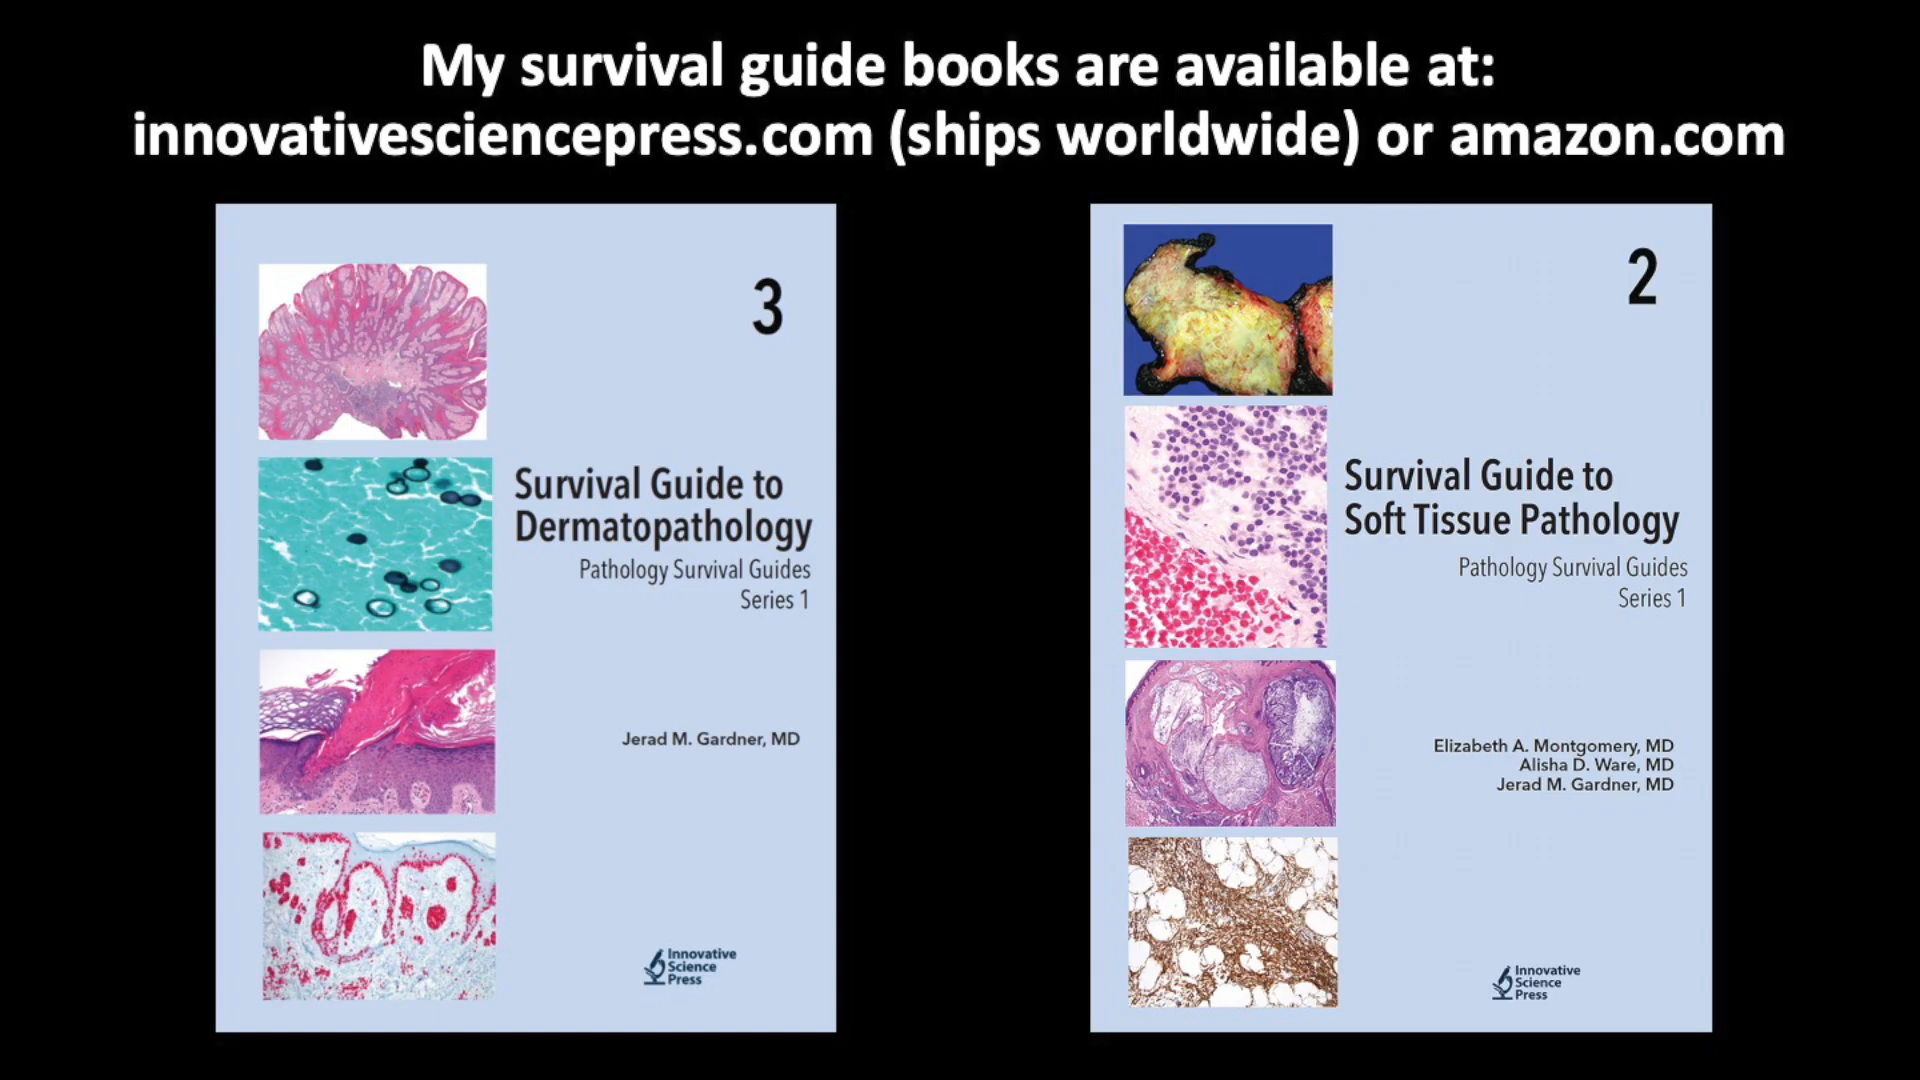 My survival guide books are available at:
innovativesciencepress.com (ships worldwide) or amazon.com
3
Survival Guide to
Dermatopathology
Pathology Survival Guides
Series 1
Jerad M. Gardner, MD
Innovative
Science
Press
2
Survival Guide to
Soft Tissue Pathology
Pathology Survival Guides
Series 1
Elizabeth A. Montgomery, MD
Alisha D. Ware, MD
Jerad M. Gardner, MD
Innovative
Science
Press